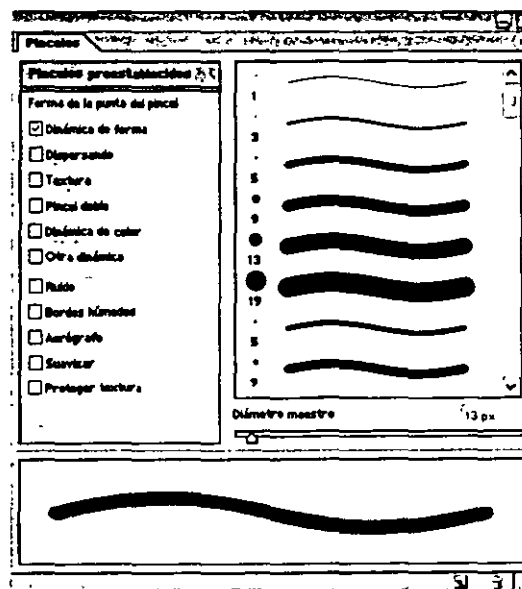 Pinceles
Pinceles preestablecidos
Forma de la punta del pincel
Dinámica de forma
Dispersando
Textura
Pincel doble
Dinámica de color
Otra dinámica
Ruido
Bordes húmedos
Aerógrafo
Suavizar
Proteger textura
1
3
5
9
13
19
5
9
Diámetro maestro
13 px